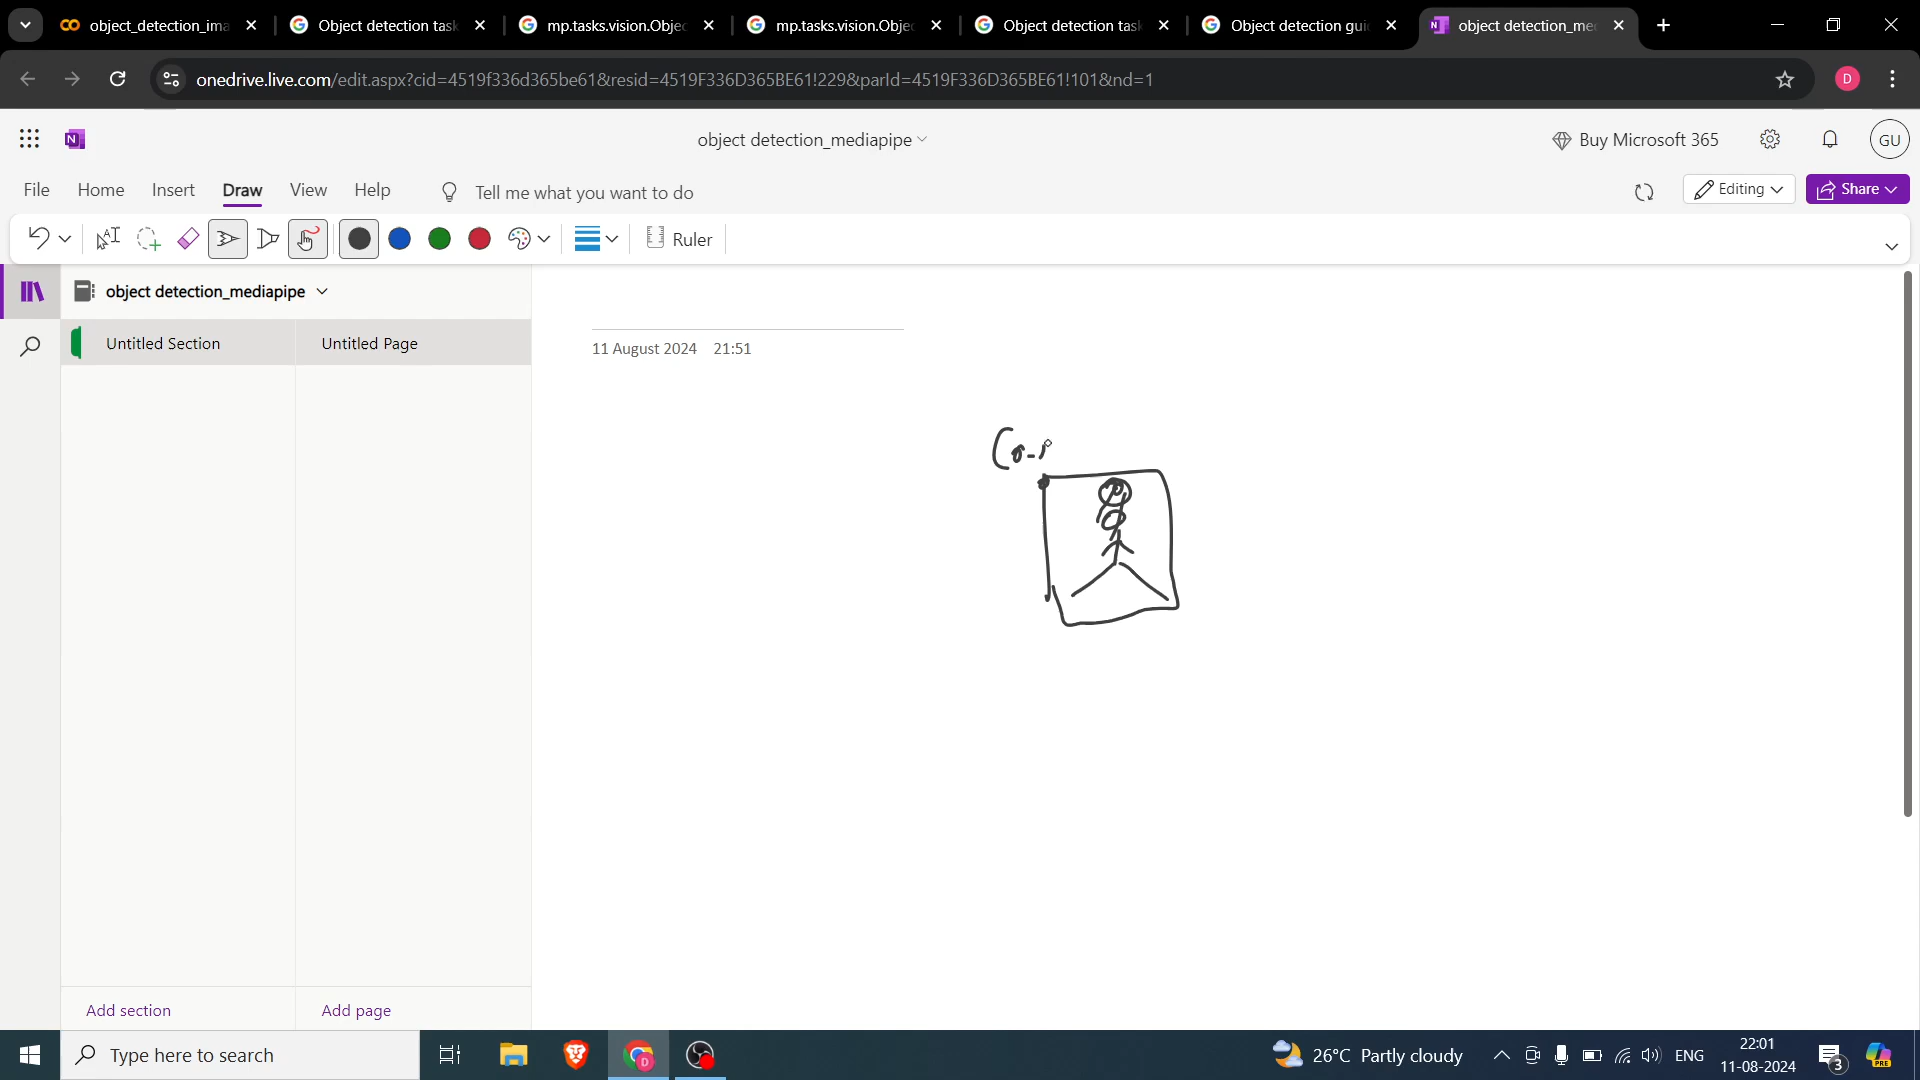 object_detection_ima
Object detection task
mp.tasks.vision.Objec
mp.tasks.vision.Objec
Object detection task
Object detection gui
object detection_me
onedrive.live.com/edit.aspx?cid=4519f336d365be61&resid=4519F336D365BE61!229&parId=4519F336D365BE61!101&nd=1
D
N
object detection_mediapipe
Buy Microsoft 365
GU
File
Home
Insert
Draw
View
Help
Tell me what you want to do
Editing
Share
Ruler
object detection_mediapipe
Untitled Section
Untitled Page
11 August 2024 21:51
Add section
Add page
Type here to search
26°C Partly cloudy
ENG
22:01
11-08-2024
3